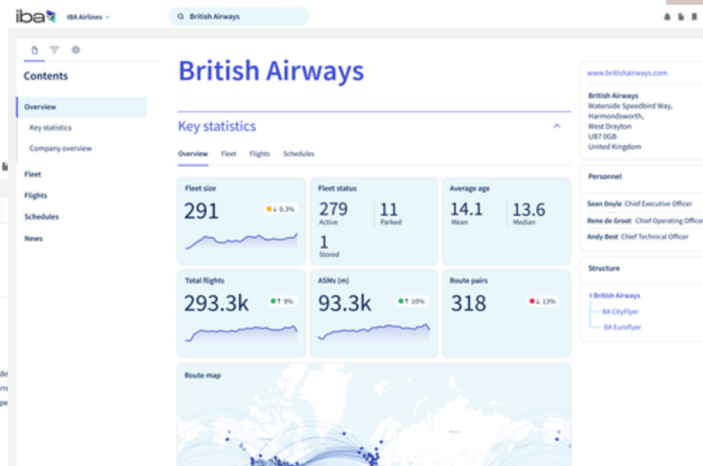 iba
IBA Airlines
British Airways
Contents
Overview
Key statistics
Company overview
Fleet
Flights
Schedules
News
British Airways
Key statistics
Overview Fleet Flights Schedules
Fleet size
291
↓ 0.3%
Fleet status
279
Active
11
Parked
1
Stored
Average age
14.1
Mean
13.6
Median
Total flights
293.3k
↑ 9%
ASMs (m)
93.3k
↑ 10%
Route pairs
318
↓ 13%
Route map
www.britishairways.com
British Airways
Waterside Speedbird Way,
Harmondsworth,
West Drayton
UB7 0GB
United Kingdom
Personnel
Sean Doyle Chief Executive Officer
Rene de Groot Chief Operating Officer
Andy Best Chief Technical Officer
Structure
British Airways
BA CityFlyer
BA Euroflyer